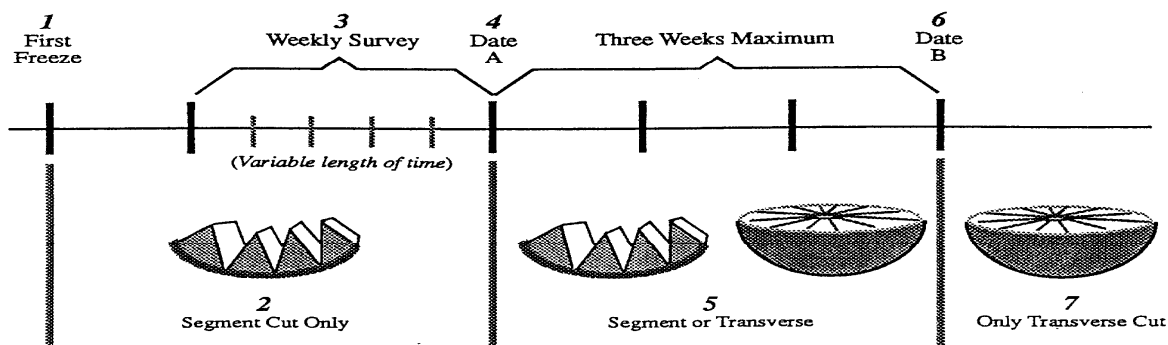 1
First
Freeze
3
Weekly Survey
4
Date
A
Three Weeks Maximum
6
Date
B
(Variable length of time)
2
Segment Cut Only
5
Segment or Transverse
7
Only Transverse Cut